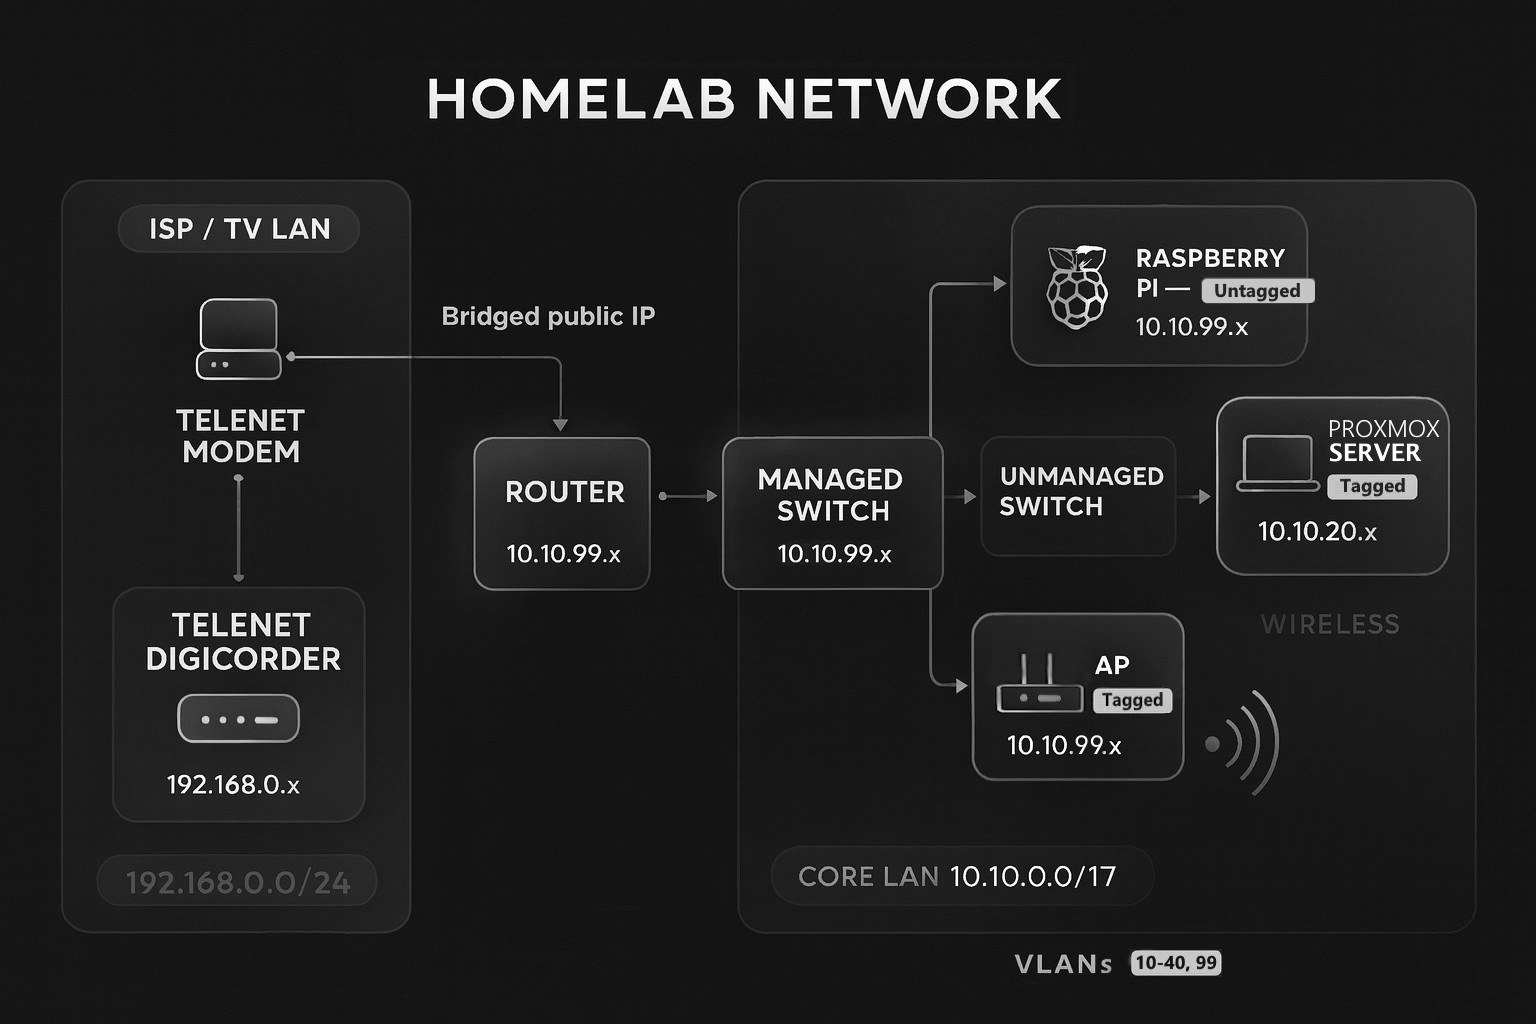 HOMELAB NETWORK
ISP / TV LAN
TELENET
MODEM
TELENET
DIGICORDER
192.168.0.x
192.168.0.0/24
Bridged public IP
ROUTER
10.10.99.x
MANAGED
SWITCH
10.10.99.x
RASPBERRY
PI — Untagged
10.10.99.x
UNMANAGED
SWITCH
PROXMOX
SERVER
Tagged
10.10.20.x
WIRELESS
AP
Tagged
10.10.99.x
CORE LAN 10.10.0.0/17
VLANs 10-40, 99